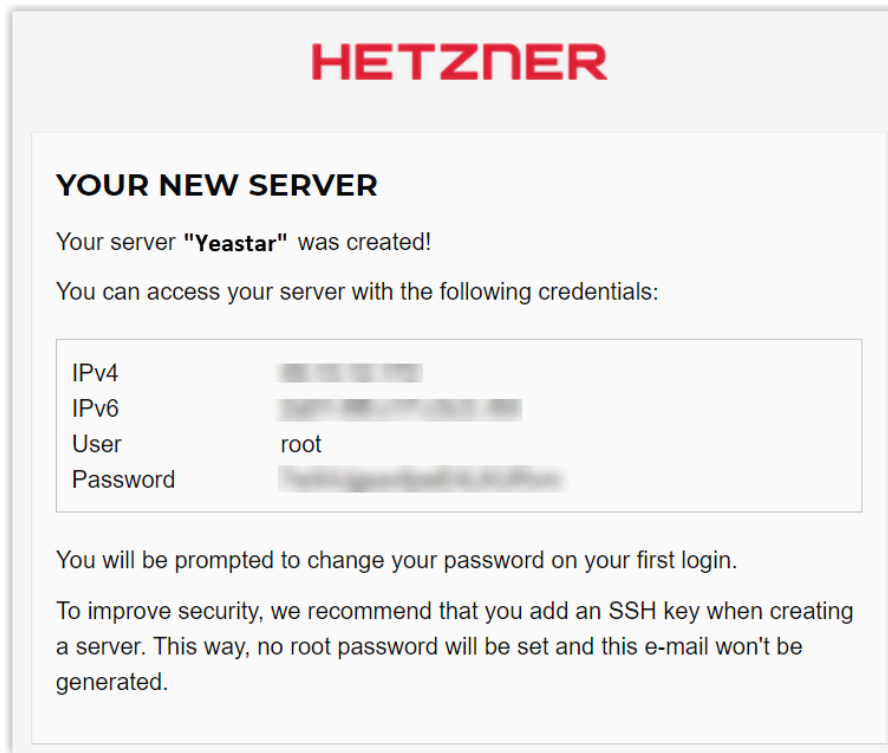 HETZNER
YOUR NEW SERVER
Your server "Yeastar" was created!
You can access your server with the following credentials:
IPv4
IPv6
User root
Password
You will be prompted to change your password on your first login.
To improve security, we recommend that you add an SSH key when creating
a server. This way, no root password will be set and this e-mail won't be
generated.